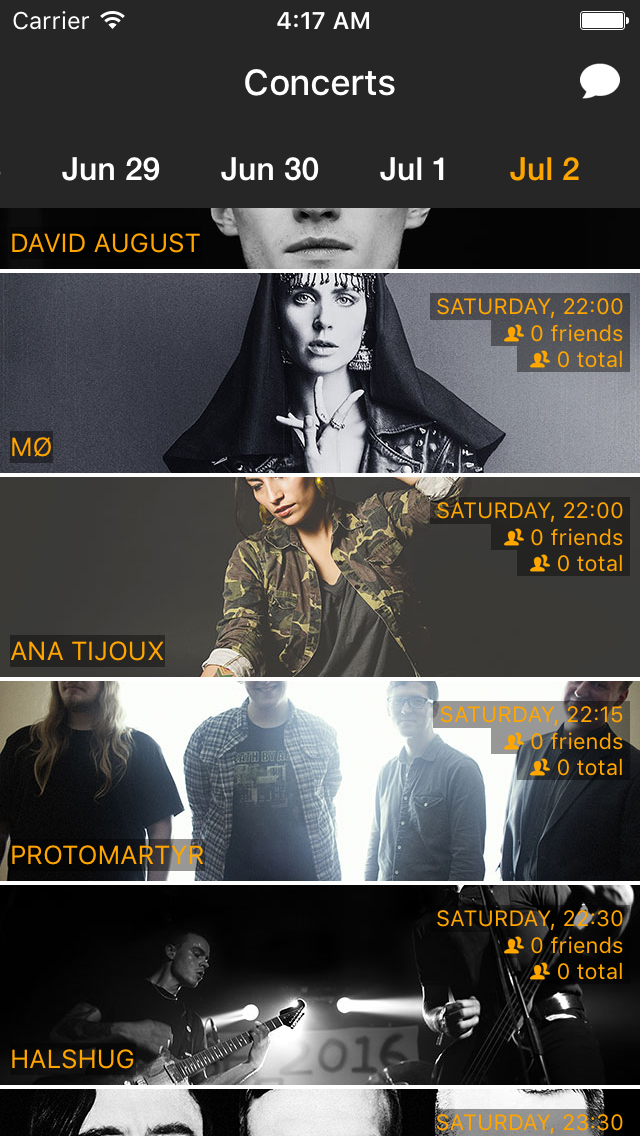 Carrier 4:17 AM
Concerts
Jun 29 Jun 30 Jul 1 Jul 2
DAVID AUGUST
SATURDAY, 22:00
0 friends
0 total
MØ
SATURDAY, 22:00
0 friends
0 total
ANA TIJOUX
SATURDAY, 22:15
0 friends
0 total
PROTOMARTYR
SATURDAY, 22:30
0 friends
0 total
2016
HALSHUG
SATURDAY, 23:30